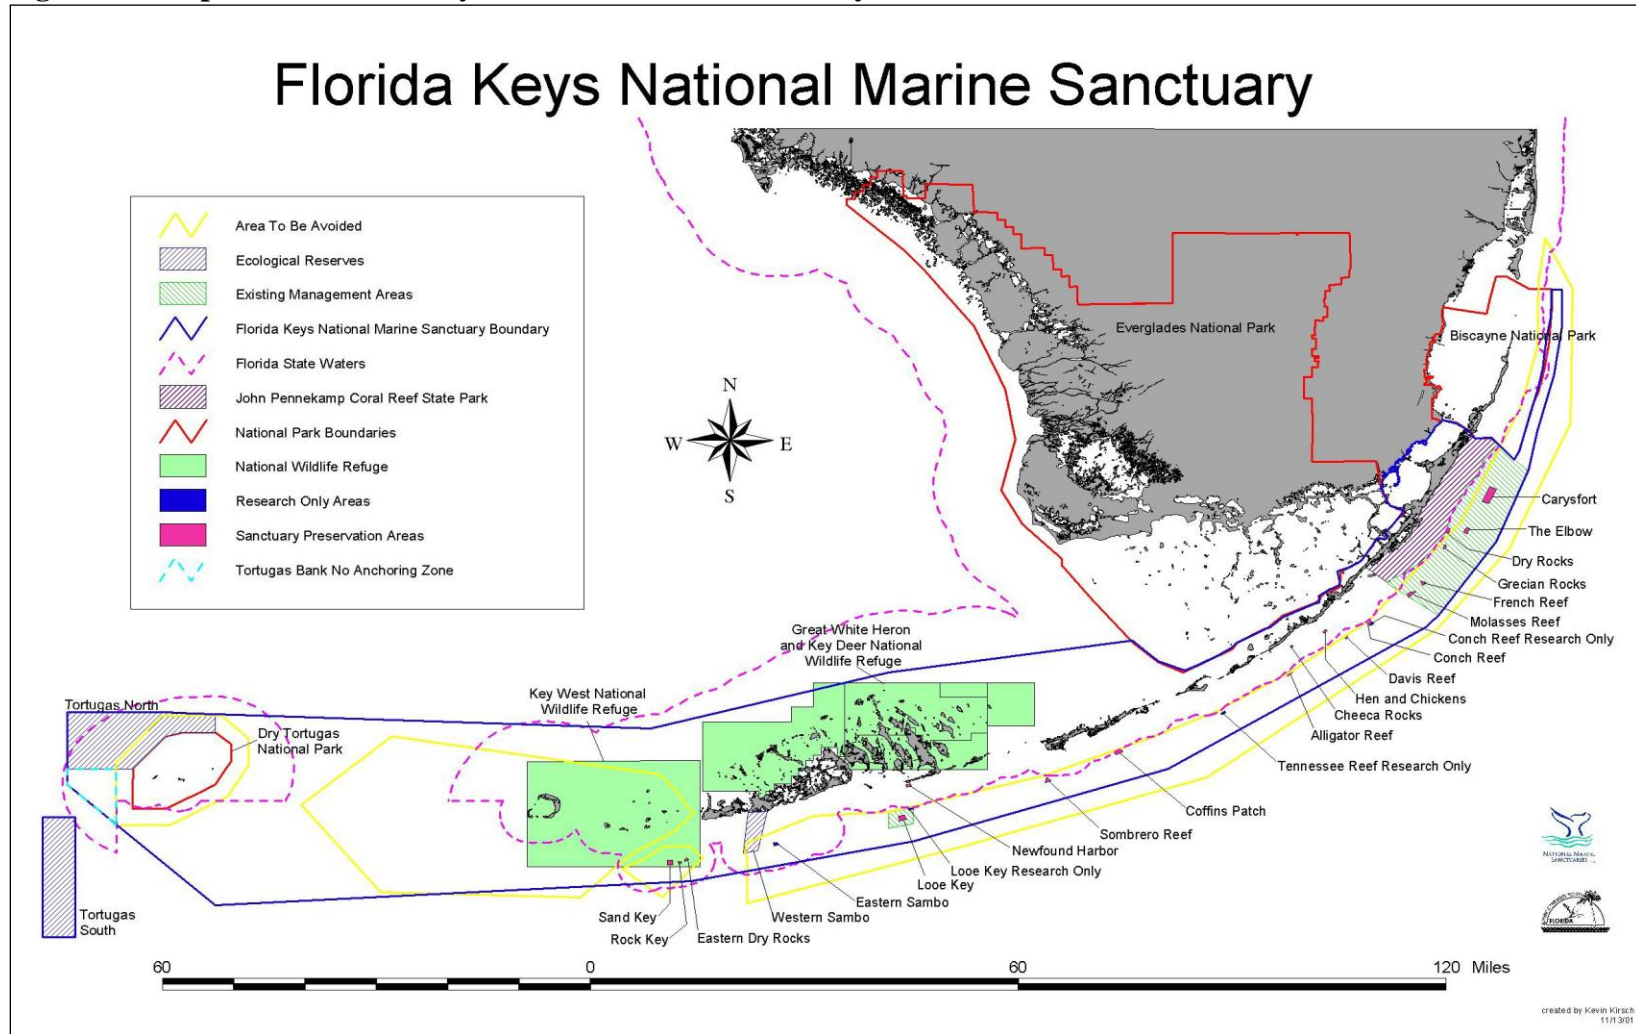 Florida Keys National Marine Sanctuary
Area To Be Avoided
Ecological Reserves
Existing Management Areas
Florida Keys National Marine Sanctuary Boundary
Florida State Waters
John Pennekamp Coral Reef State Park
National Park Boundaries
National Wildlife Refuge
Research Only Areas
Sanctuary Preservation Areas
Tortugas Bank No Anchoring Zone
N
W
E
S
Everglades National Park
Biscayne National Park
Carysfort
The Elbow
Dry Rocks
Grecian Rocks
French Reef
Molasses Reef
Conch Reef Research Only
Conch Reef
Davis Reef
Hen and Chickens
Cheeca Rocks
Alligator Reef
Tennessee Reef Research Only
Coffins Patch
Sombrero Reef
Newfound Harbor
Looe Key Research Only
Looe Key
Eastern Sambo
Western Sambo
Eastern Dry Rocks
Rock Key
Sand Key
Great White Heron
and Key Deer National
Wildlife Refuge
Key West National
Wildlife Refuge
Tortugas North
Dry Tortugas
National Park
Tortugas
South
60
0
60
120
Miles
NATIONAL MARINE
SANCTUARIES
FLORIDA
created by Kevin Kirsch
11/13/01